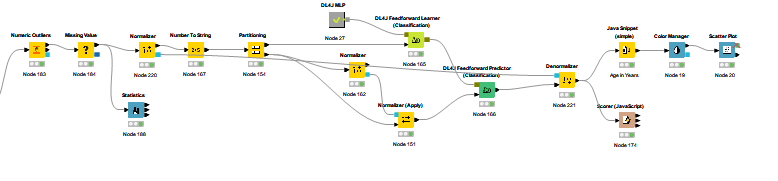 DL4J MLP
Node 27
DL4J Feedforward Learner
(Classification)
Node 165
Numeric Outliers
Node 183
Missing Value
Node 184
Normalizer
Node 220
Number To String
Node 167
Partitioning
Node 154
Statistics
Node 188
Normalizer
Node 162
Normalizer (Apply)
Node 151
DL4J Feedforward Predictor
(Classification)
Node 166
Denormalizer
Node 221
Java Snippet
(simple)
Age in Years
Color Manager
Node 19
Scatter Plot
Node 20
Scorer (JavaScript)
Node 174